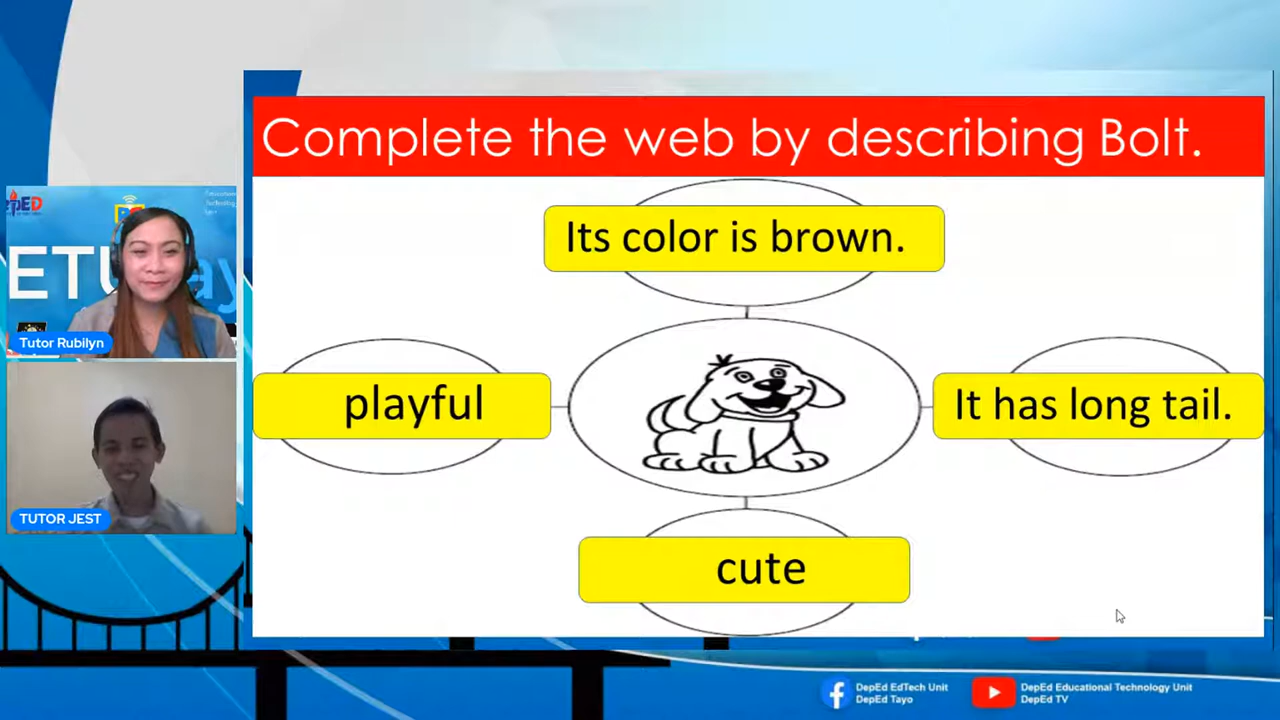 Complete the web by describing Bolt.
Its color is brown.
playful
It has long tail.
cute
ETU
ay
Tutor Rubilyn
TUTOR JEST
DepEd EdTech Unit
DepEd Tayo
DepEd Educational Technology Unit
DepEd TV